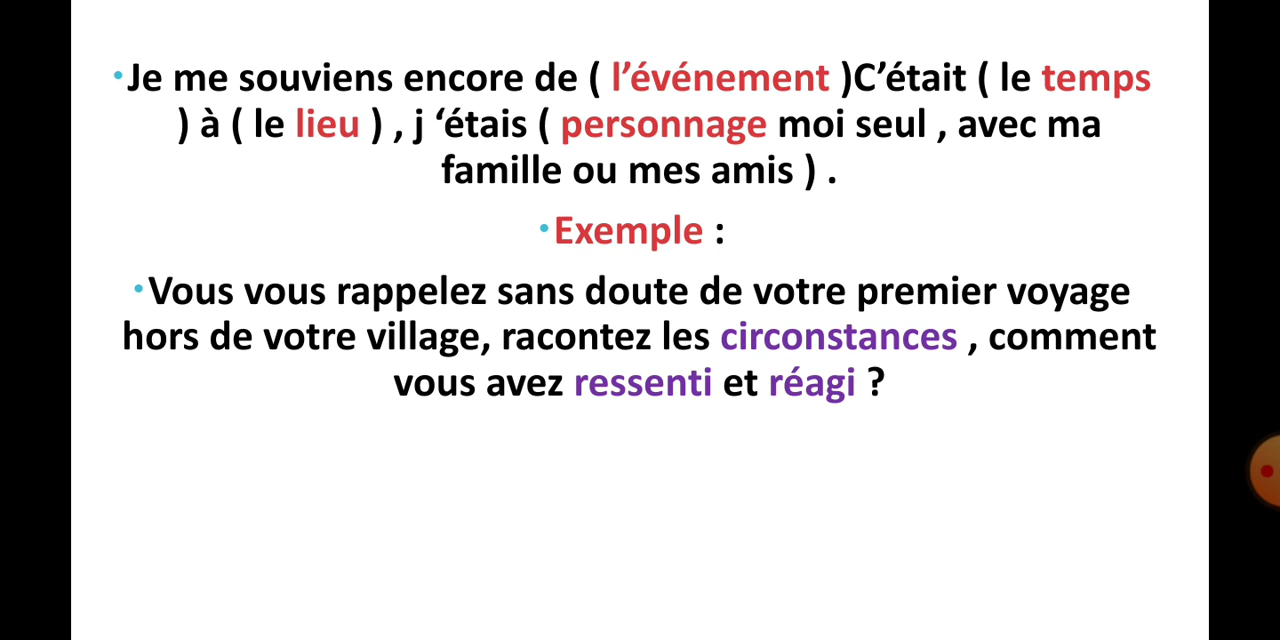 •Je me souviens encore de ( l’événement )C’était ( le temps
) à ( le lieu ) , j ‘étais ( personnage moi seul , avec ma
famille ou mes amis ) .
•Exemple :
•Vous vous rappelez sans doute de votre premier voyage
hors de votre village, racontez les circonstances , comment
vous avez ressenti et réagi ?